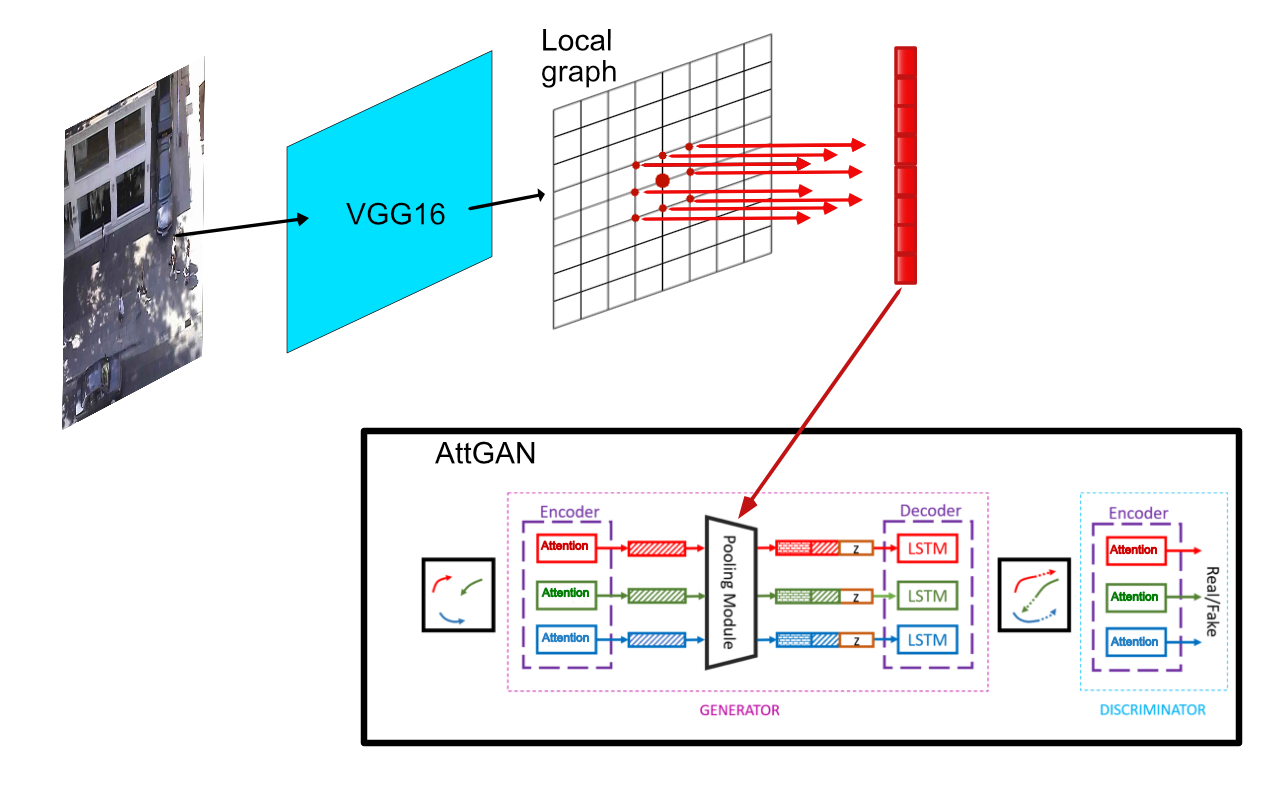 Local
graph
VGG16
AttGAN
Encoder
Attention
Attention
Attention
Pooling Module
z
z
z
Decoder
LSTM
LSTM
LSTM
GENERATOR
Encoder
Attention
Attention
Attention
Real/Fake
DISCRIMINATOR